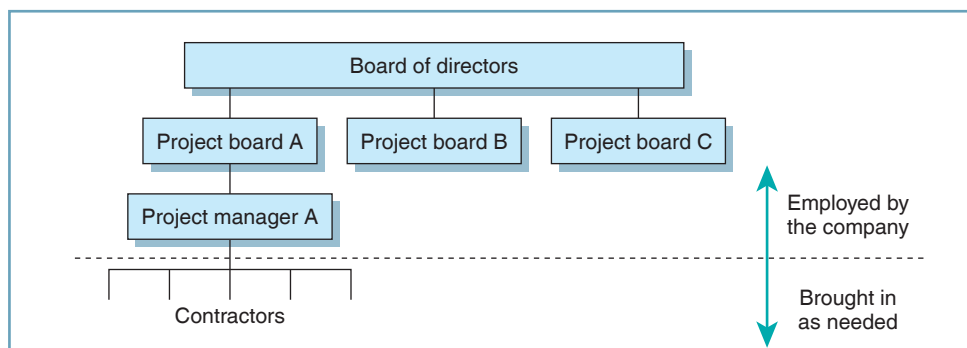 Board of directors
Project board A
Project board B
Project board C
Project manager A
Employed by
the company
Contractors
Brought in
as needed